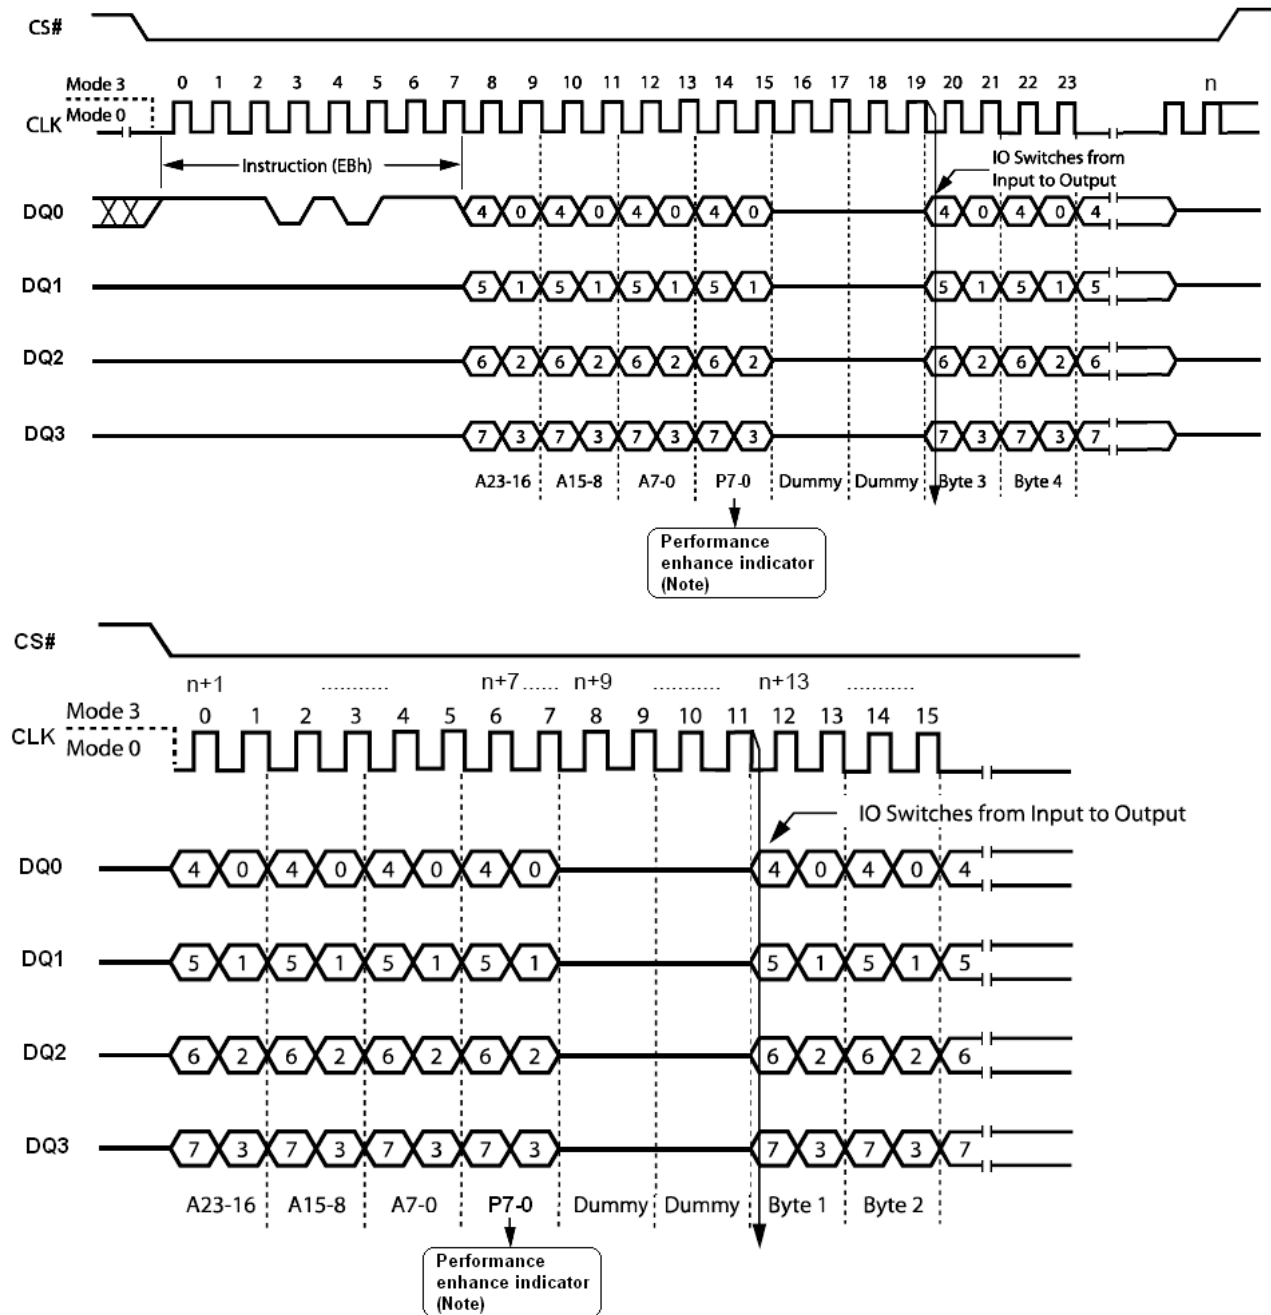 CS#
Mode 3
0 1 2 3 4 5 6 7 8 9 10 11 12 13 14 15 16 17 18 19 20 21 22 23 n
Mode 0
CLK
Instruction (EBh)
IO Switches from
Input to Output
DQ0 4 0 4 0 4 0 4 0 4 0 4 0 4
DQ1 5 1 5 1 5 1 5 1 5 1 5 1 5
DQ2 6 2 6 2 6 2 6 2 6 2 6 2 6
DQ3 7 3 7 3 7 3 7 3 7 3 7 3 7
A23-16 A15-8 A7-0 P7-0 Dummy Dummy Byte 3 Byte 4
Performance
enhance indicator
(Note)
CS#
n+1 ........... n+7 ...... n+9 ........... n+13 ...........
Mode 3 0 1 2 3 4 5 6 7 8 9 10 11 12 13 14 15
CLK Mode 0
IO Switches from Input to Output
DQ0 4 0 4 0 4 0 4 0 4 0 4 0 4
DQ1 5 1 5 1 5 1 5 1 5 1 5 1 5
DQ2 6 2 6 2 6 2 6 2 6 2 6 2 6
DQ3 7 3 7 3 7 3 7 3 7 3 7 3 7
A23-16 A15-8 A7-0 P7-0 Dummy Dummy Byte 1 Byte 2
Performance
enhance indicator
(Note)